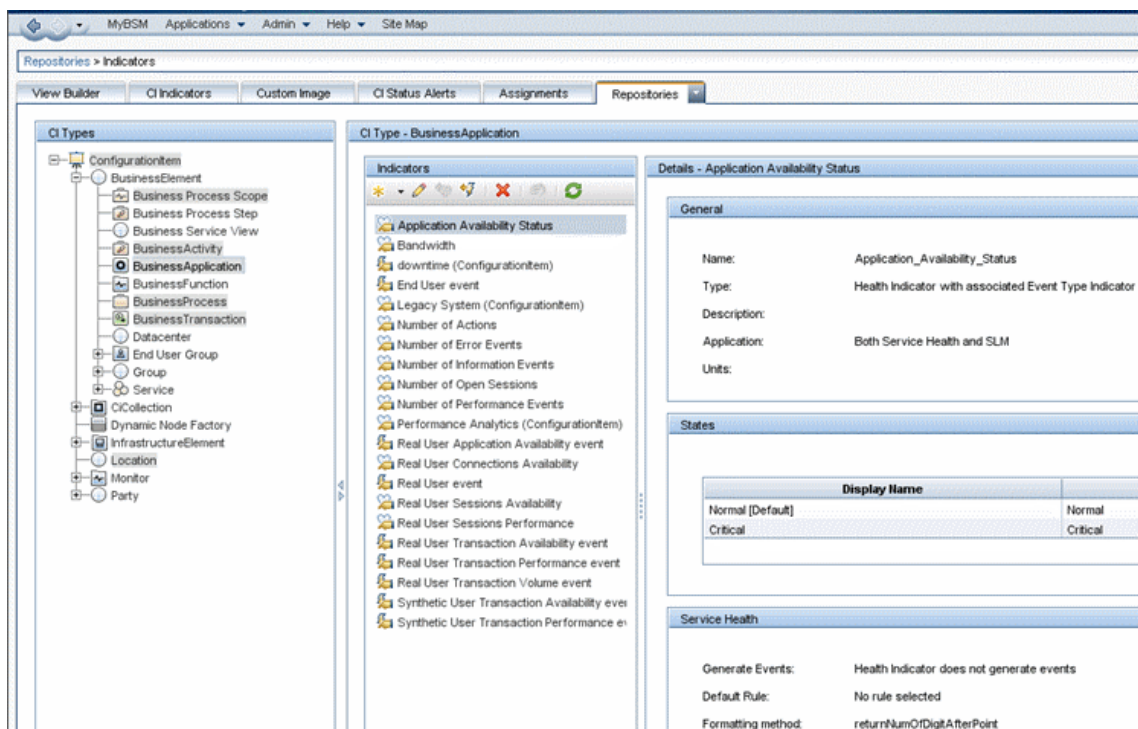 MyBSM Applications Admin Help Site Map
Repositories > Indicators
View Builder CI Indicators Custom Image CI Status Alerts Assignments Repositories
CI Types
ConfigurationItem
BusinessElement
Business Process Scope
Business Process Step
Business Service View
BusinessActivity
BusinessApplication
BusinessFunction
BusinessProcess
BusinessTransaction
Datacenter
End User Group
Group
Service
CiCollection
Dynamic Node Factory
InfrastructureElement
Location
Monitor
Party
CI Type - BusinessApplication
Indicators
Application Availability Status
Bandwidth
downtime (ConfigurationItem)
End User event
Legacy System (ConfigurationItem)
Number of Actions
Number of Error Events
Number of Information Events
Number of Open Sessions
Number of Performance Events
Performance Analytics (ConfigurationItem)
Real User Application Availability event
Real User Connections Availability
Real User event
Real User Sessions Availability
Real User Sessions Performance
Real User Transaction Availability event
Real User Transaction Performance event
Real User Transaction Volume event
Synthetic User Transaction Availability ever
Synthetic User Transaction Performance e
Details - Application Availability Status
General
Name: Application_Availability_Status
Type: Health Indicator with associated Event Type Indicator
Description:
Application: Both Service Health and SLM
Units:
States
Display Name
Normal [Default] Normal
Critical Critical
Service Health
Generate Events: Health Indicator does not generate events
Default Rule: No rule selected
Formatting method: returnNumOfDigitAfterPoint